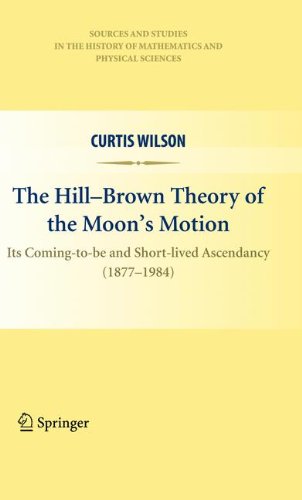 SOURCES AND STUDIES
IN THE HISTORY OF MATHEMATICS AND
PHYSICAL SCIENCES
CURTIS WILSON
The Hill–Brown Theory of
the Moon's Motion
Its Coming-to-be and Short-lived Ascendancy
(1877–1984)
Springer